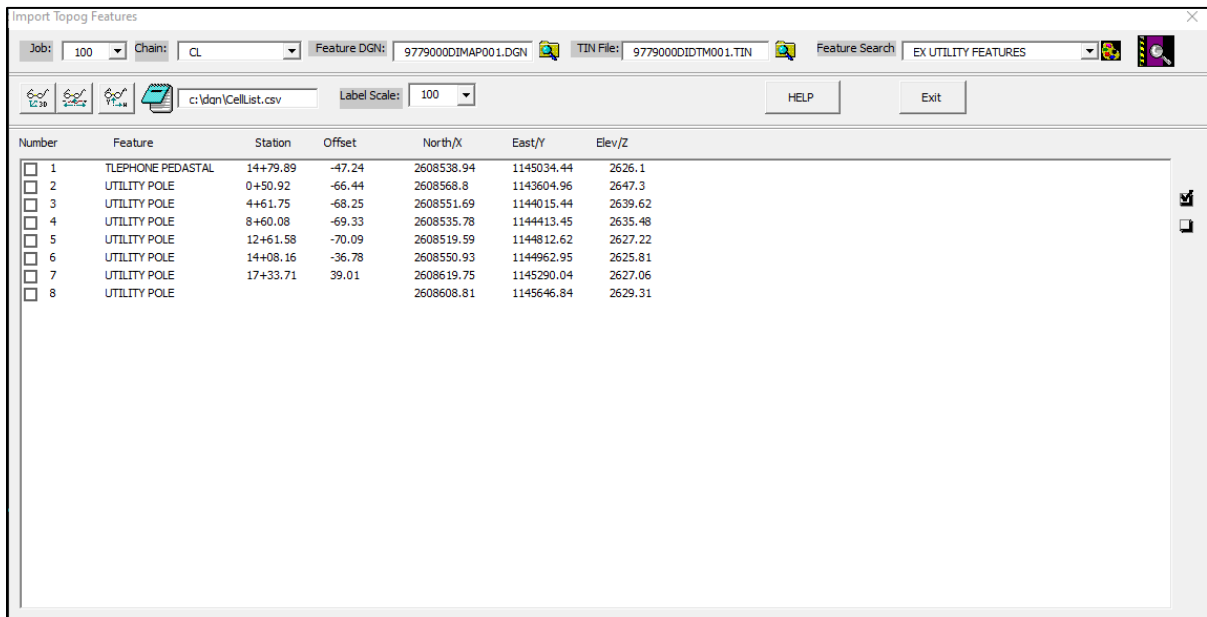 Import Topog Features
Job: 100 Chain: CL Feature DGN: 9779000DIMAP001.DGN TIN File: 9779000DIDTM001.TIN Feature Search EX UTILITY FEATURES
c:\dgn\CellList.csv Label Scale: 100 HELP Exit
Number Feature Station Offset North/X East/Y Elev/Z
1 TLEPHONE PEDASTAL 14+79.89 -47.24 2608538.94 1145034.44 2626.1
2 UTILITY POLE 0+50.92 -66.44 2608568.8 1143604.96 2647.3
3 UTILITY POLE 4+61.75 -68.25 2608551.69 1144015.44 2639.62
4 UTILITY POLE 8+60.08 -69.33 2608535.78 1144413.45 2635.48
5 UTILITY POLE 12+61.58 -70.09 2608519.59 1144812.62 2627.22
6 UTILITY POLE 14+08.16 -36.78 2608550.93 1144962.95 2625.81
7 UTILITY POLE 17+33.71 39.01 2608619.75 1145290.04 2627.06
8 UTILITY POLE 2608608.81 1145646.84 2629.31